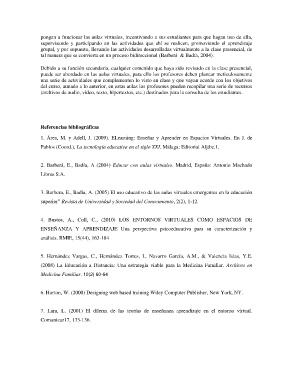 pongan a funcionar las aulas virtuales, incentivando a sus estudiantes para que hagan uso de ella,
supervisando y participando en las actividades que ahí se realicen, promoviendo el aprendizaje
grupal, y por supuesto, llevando las actividades desarrolladas virtualmente a la clase presencial, de
tal manera que se convierta en un proceso bidireccional (Barberá & Badia, 2004).
Debido a su función secundaria, cualquier contenido que haya sido revisado en la clase presencial,
puede ser abordado en las aulas virtuales, para ello los profesores deben plantear meticulosamente
una serie de actividades que complementen lo visto en clase y que vayan acorde con los objetivos
del curso, aunado a lo anterior, en estas aulas los profesores pueden recopilar una serie de recursos
(archivos de audio, video, texto, hipertextos, etc.) destinados para la consulta de los estudiantes.
Referencias bibliográficas
1. Área, M. y Adell, J. (2009). ELearning: Enseñar y Aprender en Espacios Virtuales. En J. de
Pablos (Coord.), La tecnología educativa en el siglo XXI. Málaga: Editorial Aljibe.1.
2. Barberá, E., Badia, A (2004) Educar con aulas virtuales. Madrid, España: Antonio Machado
Libros S.A.
3. Barbera, E., Badia, A. (2005) El uso educativo de las aulas virtuales emergentes en la educación
superior" Revista de Universidad y Sociedad del Conocimiento, 2(2), 1-12.
4. Bustos, A., Coll, C., (2010) LOS ENTORNOS VIRTUALES COMO ESPACIOS DE
ENSEÑANZA Y APRENDIZAJE Una perspectiva psicoeducativa para su caracterización y
análisis. RMIE, 15(44), 163-184
5. Hernández Vargas, C., Hernández Torres, I., Navarro García, A.M., & Valencia Islas, Y.E.
(2008) La Educación a Distancia: Una estrategia viable para la Medicina Familiar. Archivos en
Medicina Familiar, 10(2) 60-64
6. Horton, W. (2000) Designing web based training Wiley Computer Publisher, New York, NY.
7. Lara, L. (2001) El dilema de las teorías de enseñanza aprendizaje en el entorno virtual.
Comunicar17, 173-136.